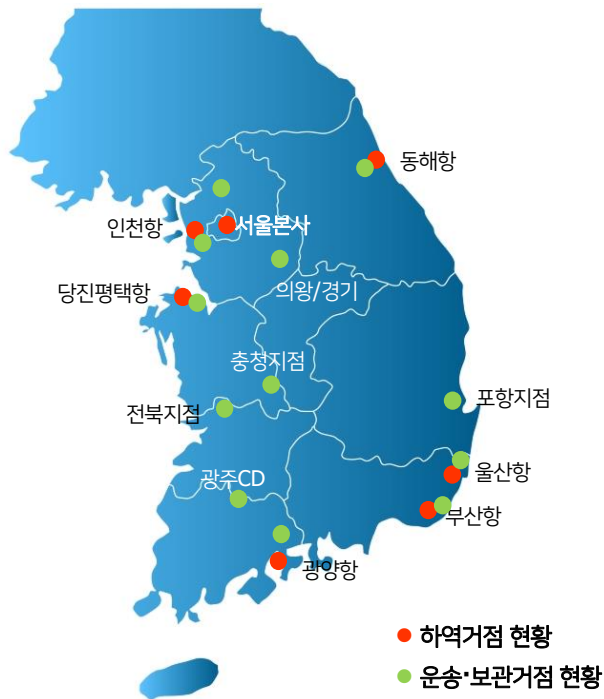 동해항
인천항
서울본사
당진평택항
의왕/경기
충청지점
전북지점
포항지점
광주CD
울산항
부산항
광양항
하역거점 현황
운송·보관거점 현황